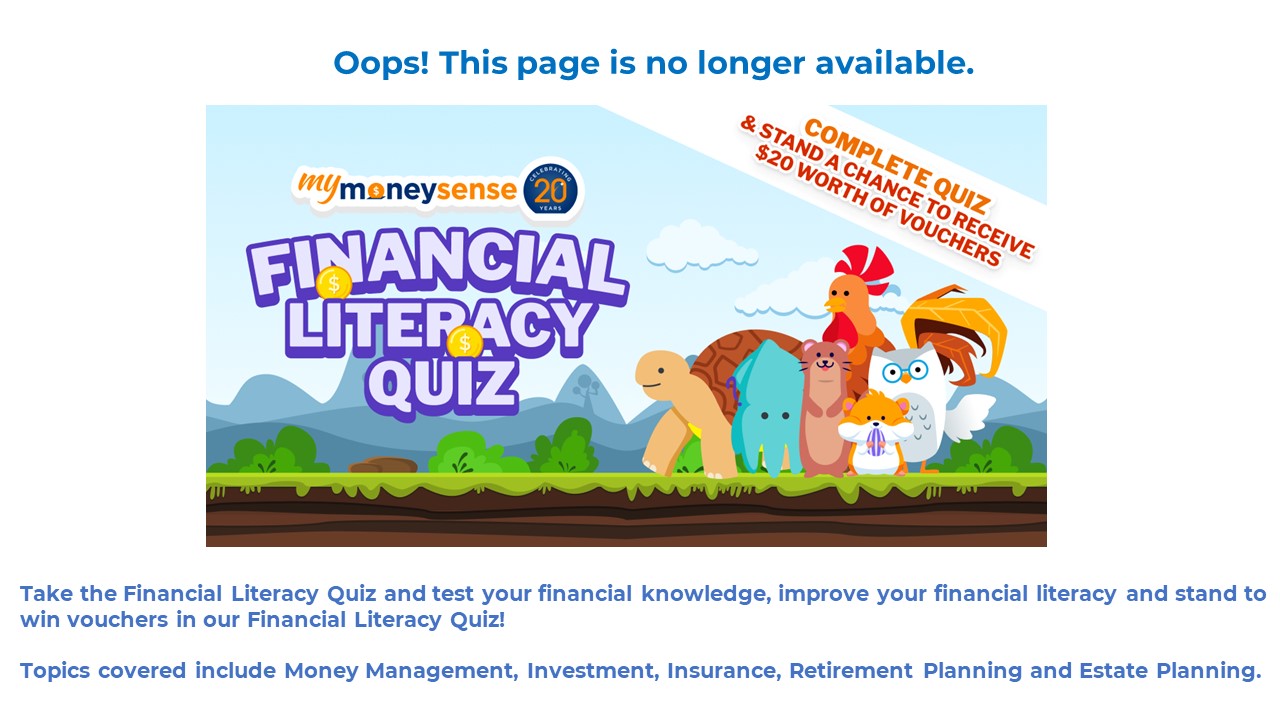 Oops! This page is no longer available.
COMPLETE QUIZ
& STAND A CHANCE TO RECEIVE
$20 WORTH OF VOUCHERS
mymoneysense
CELEBRATING
20
YEARS
FINANCIAL
LITERACY
QUIZ
Take the Financial Literacy Quiz and test your financial knowledge, improve your financial literacy and stand to
win vouchers in our Financial Literacy Quiz!
Topics covered include Money Management, Investment, Insurance, Retirement Planning and Estate Planning.